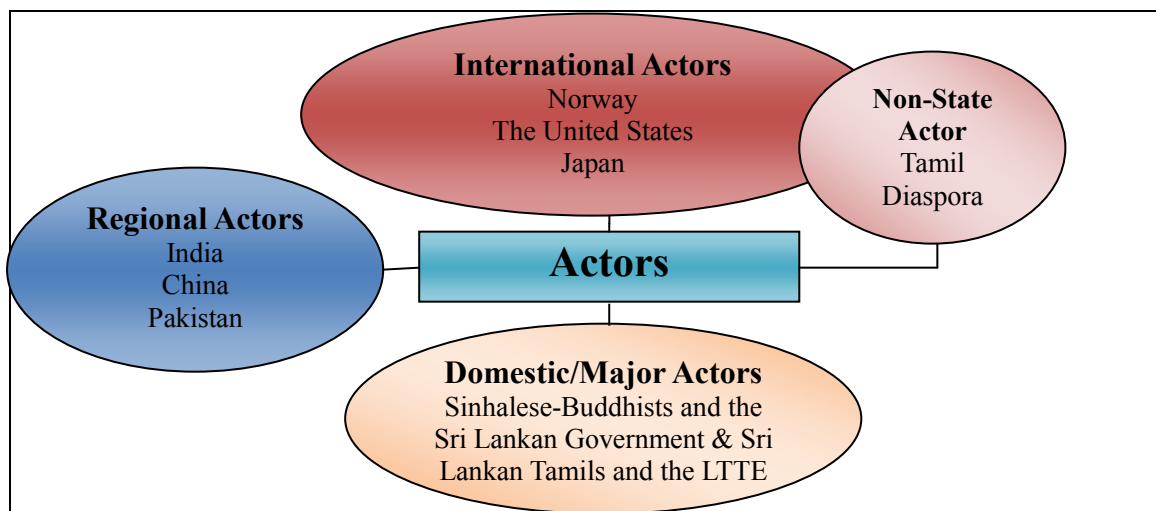 International Actors
Norway
The United States
Japan
Non-State
Actor
Tamil
Diaspora
Regional Actors
India
China
Pakistan
Actors
Domestic/Major Actors
Sinhalese-Buddhists and the
Sri Lankan Government & Sri
Lankan Tamils and the LTTE